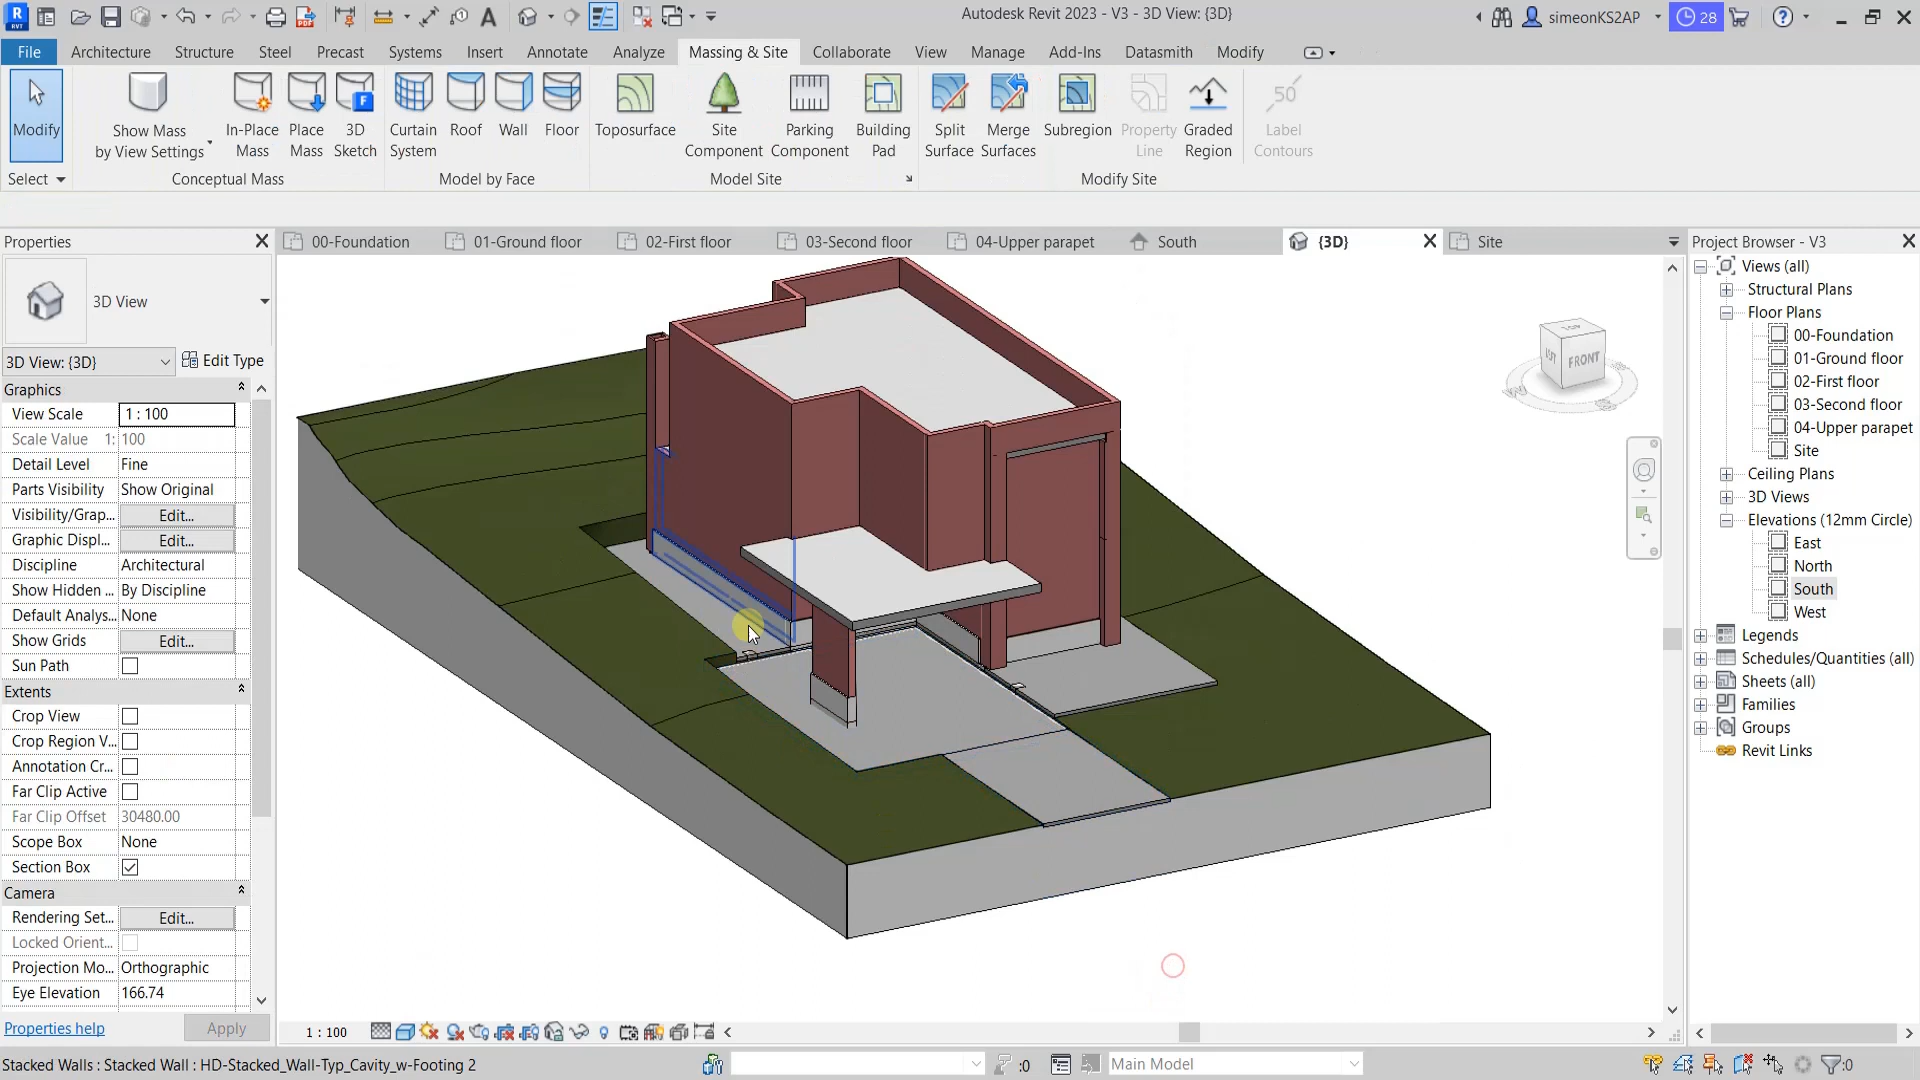 Autodesk Revit 2023 - V3 - 3D View: {3D}
simeonKS2AP
28
File Architecture Structure Steel Precast Systems Insert Annotate Analyze Massing & Site Collaborate View Manage Add-Ins Datasmith Modify
Modify
Show Mass by View Settings
In-Place Mass
Place Mass
3D Sketch
Curtain System
Roof
Wall
Floor
Toposurface
Site Component
Parking Component
Building Pad
Split Surface
Merge Surfaces
Subregion
Property Line
Graded Region
50
Label Contours
Select
Conceptual Mass
Model by Face
Model Site
Modify Site
Properties
00-Foundation
01-Ground floor
02-First floor
03-Second floor
04-Upper parapet
South
{3D}
Site
3D View
3D View: {3D}
Edit Type
Graphics
View Scale 1 : 100
Scale Value 1: 100
Detail Level Fine
Parts Visibility Show Original
Visibility/Grap... Edit...
Graphic Displ... Edit...
Discipline Architectural
Show Hidden ... By Discipline
Default Analys... None
Show Grids Edit...
Sun Path
Extents
Crop View
Crop Region V...
Annotation Cr...
Far Clip Active
Far Clip Offset 30480.00
Scope Box None
Section Box
Camera
Rendering Set... Edit...
Locked Orient...
Projection Mo... Orthographic
Eye Elevation 166.74
Properties help
Apply
TOP
FRONT
Project Browser - V3
Views (all)
Structural Plans
Floor Plans
00-Foundation
01-Ground floor
02-First floor
03-Second floor
04-Upper parapet
Site
Ceiling Plans
3D Views
Elevations (12mm Circle)
East
North
South
West
Legends
Schedules/Quantities (all)
Sheets (all)
Families
Groups
Revit Links
1 : 100
Stacked Walls : Stacked Wall : HD-Stacked_Wall-Typ_Cavity_w-Footing 2
:0
Main Model
:0